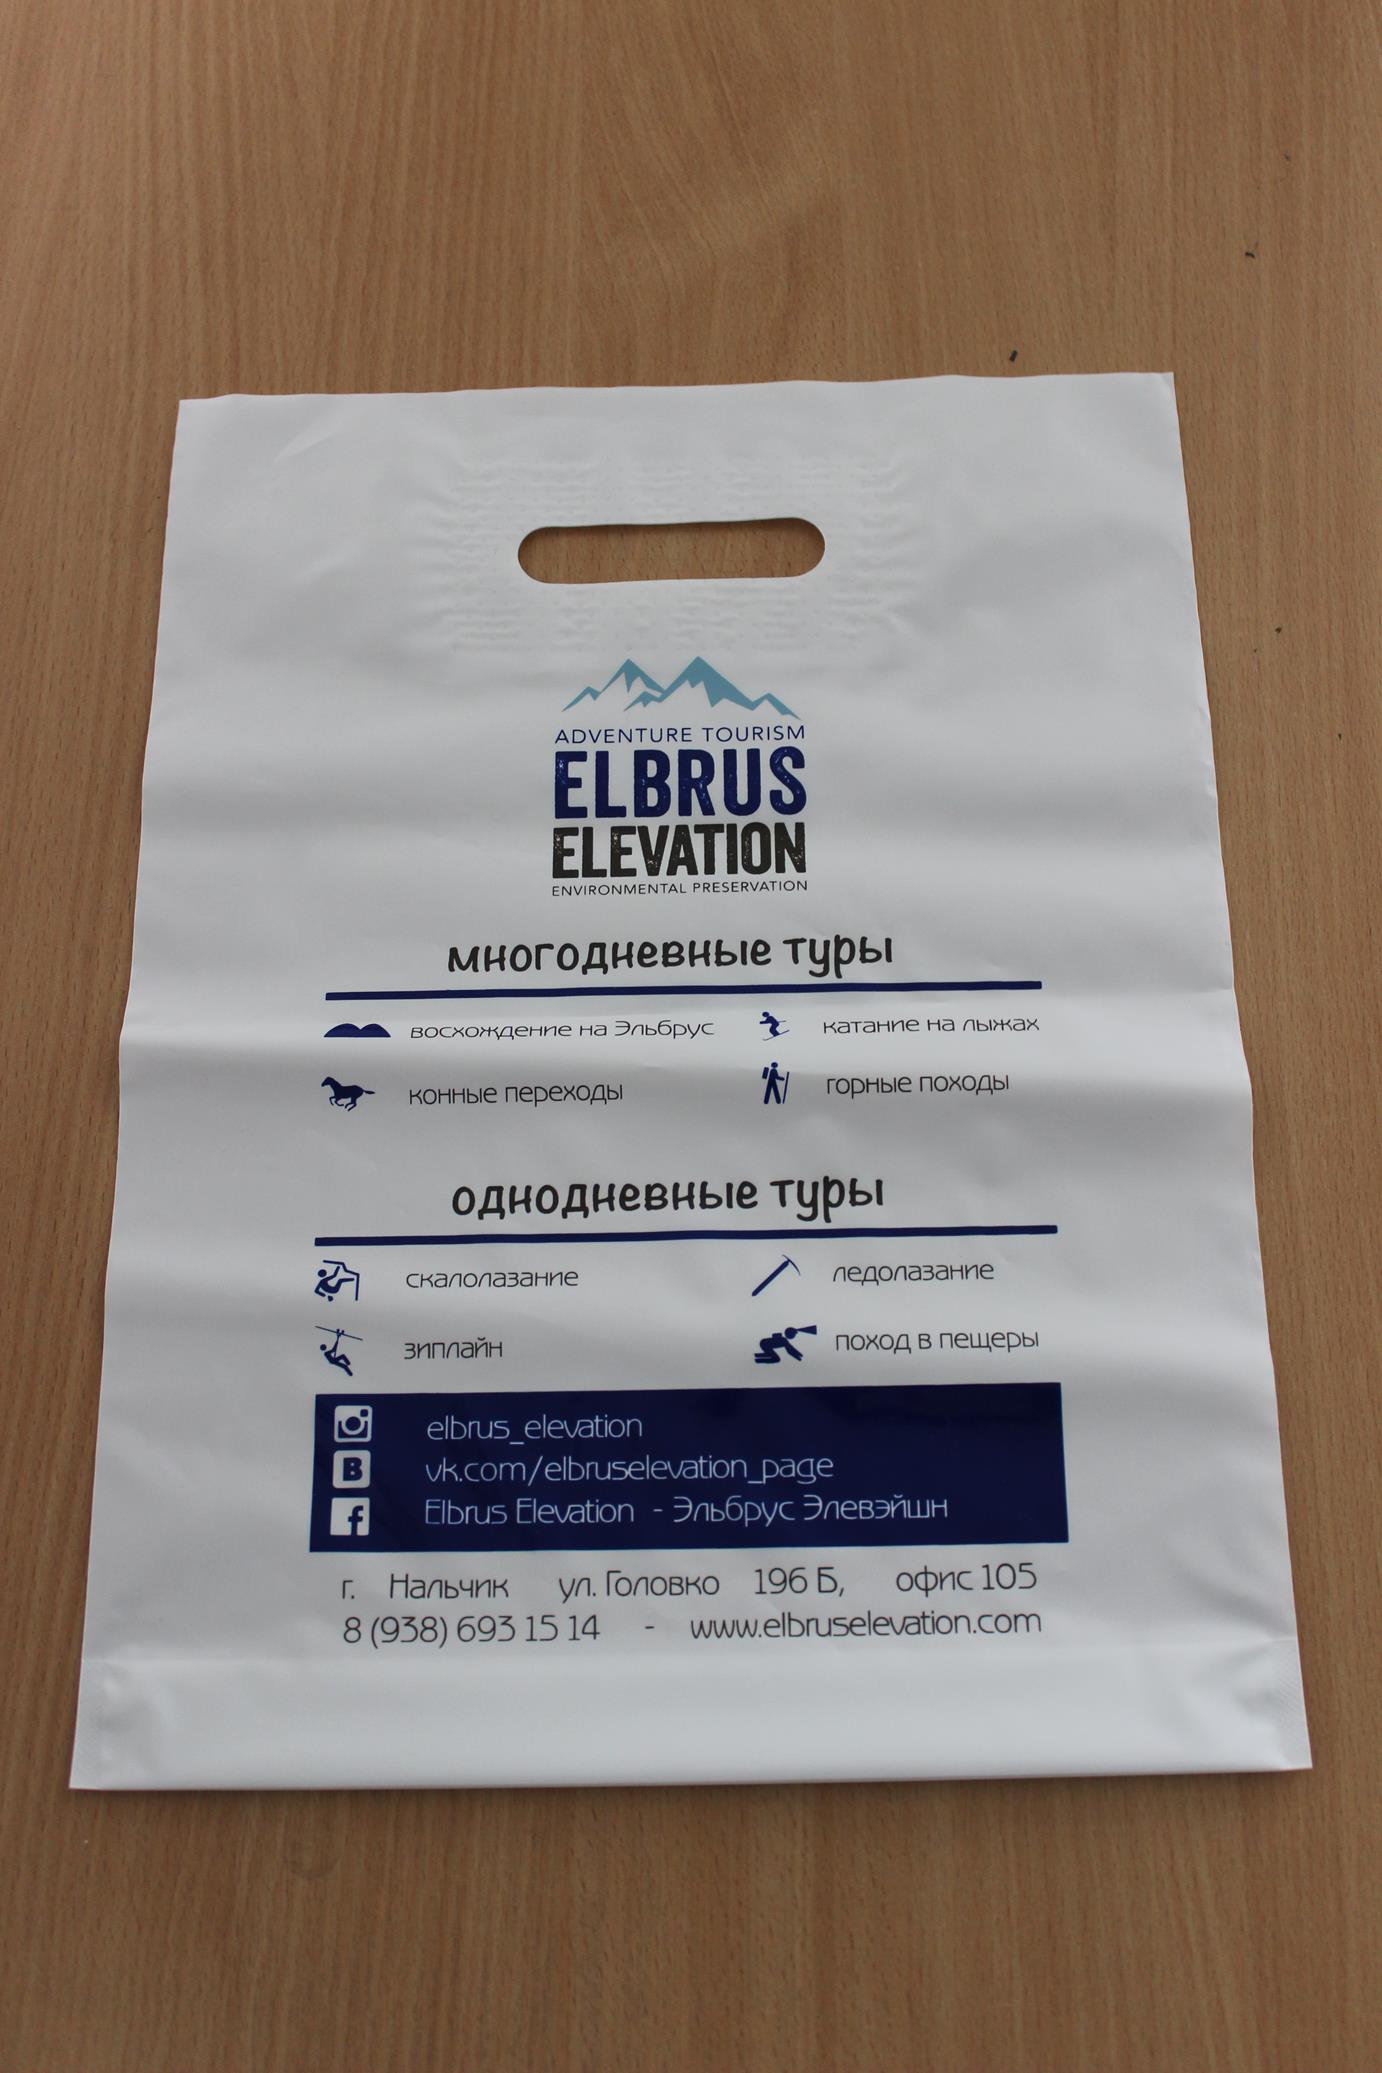 ADVENTURE TOURISM
ELBRUS
ELEVATION
ENVIRONMENTAL PRESERVATION
многодневные туры
восхождение на Эльбрус катание на лыжах
конные переходы горные походы
однодневные туры
скалолазание ледолазание
зиплайн поход в пещеры
elbrus_elevation
B vk.com/elbruselevation_page
f Elbrus Elevation - Эльбрус Элевэйшн
г. Нальчик ул. Головко 196 Б, офис 105
8 (938) 693 15 14 - www.elbruselevation.com